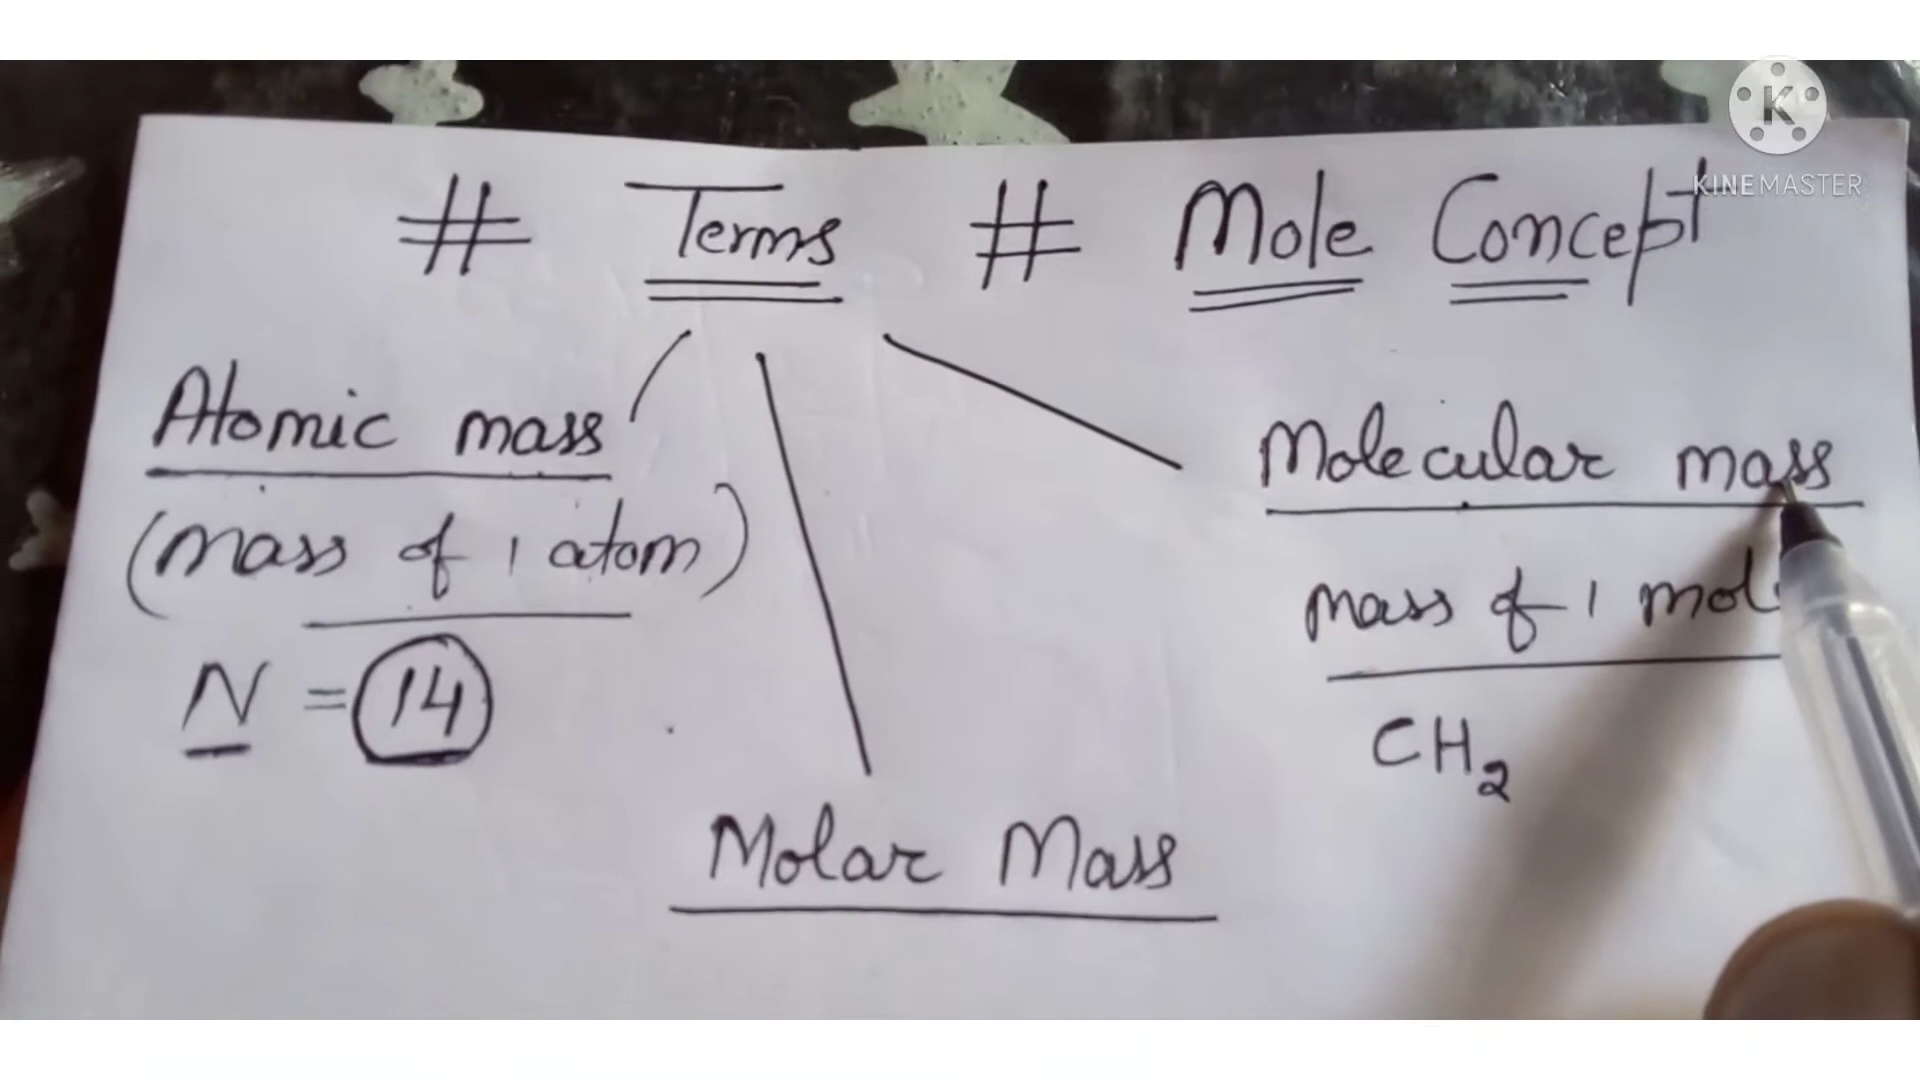 KINEMASTER
# Terms # Mole Concept
Atomic mass
(mass of 1 atom)
N = 14
Molecular mass
mass of 1
CH2
Molar Mass